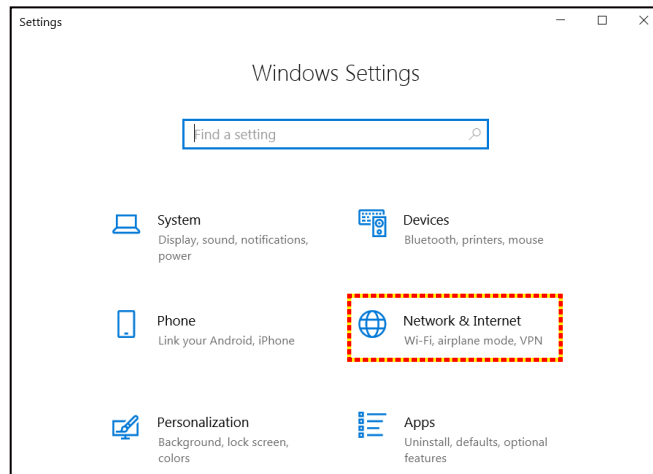 Settings
Windows Settings
Find a setting
System
Display, sound, notifications,
power
Devices
Bluetooth, printers, mouse
Phone
Link your Android, iPhone
Network & Internet
Wi-Fi, airplane mode, VPN
Personalization
Background, lock screen,
colors
Apps
Uninstall, defaults, optional
features